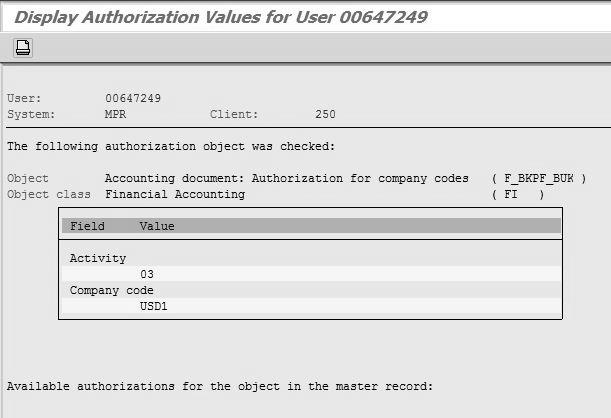 Display Authorization Values for User 00647249
User: 00647249
System: MPR Client: 250
The following authorization object was checked:
Object Accounting document: Authorization for company codes ( F_BKPF_BUK )
Object class Financial Accounting ( FI )
Field Value
Activity
03
Company code
USD1
Available authorizations for the object in the master record: